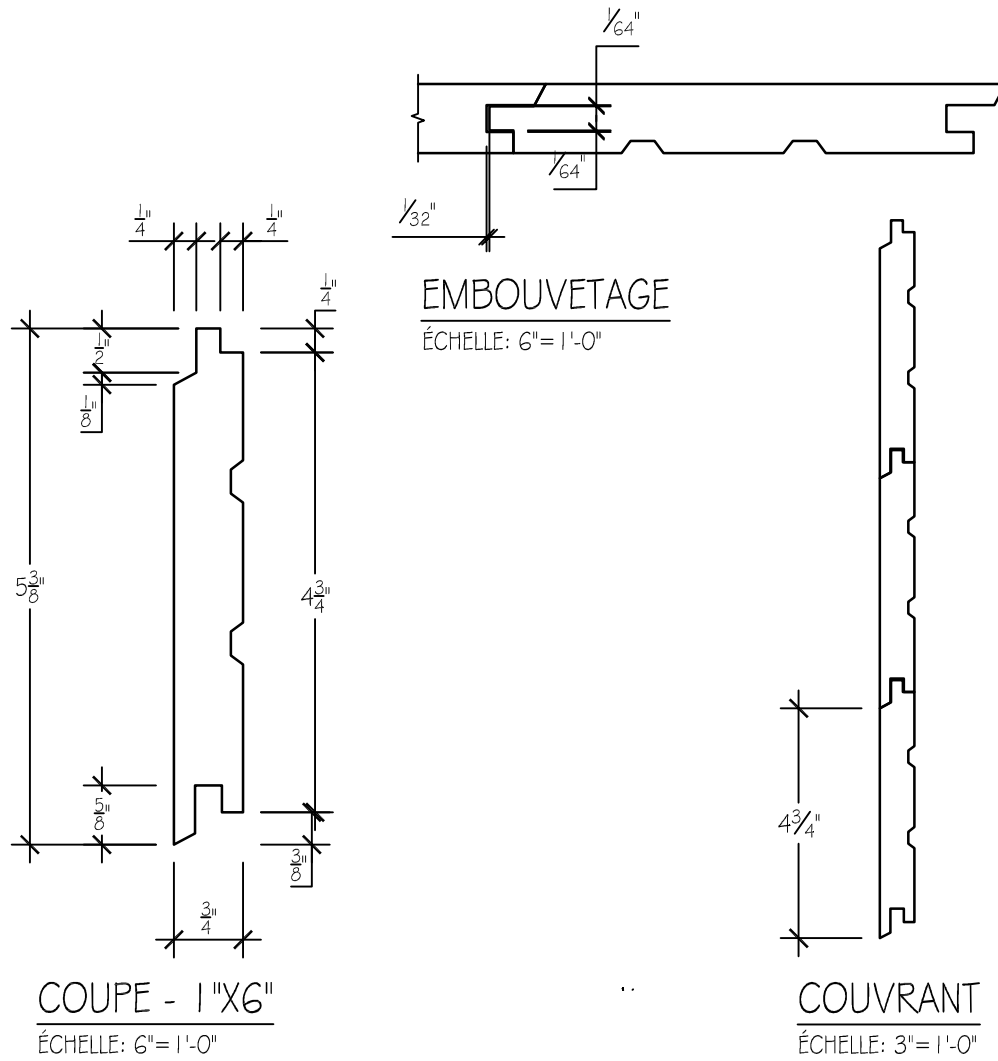 1/64"
1/64"
1/32"
EMBOUVETAGE
ÉCHELLE: 6"=1'-0"
1/4"
1/4"
1/4"
1/2"
1/8"
5 3/8"
4 3/4"
5/8"
3/8"
3/4"
COUPE - 1"X6"
ÉCHELLE: 6"=1'-0"
4 3/4"
COUVRANT
ÉCHELLE: 3"=1'-0"